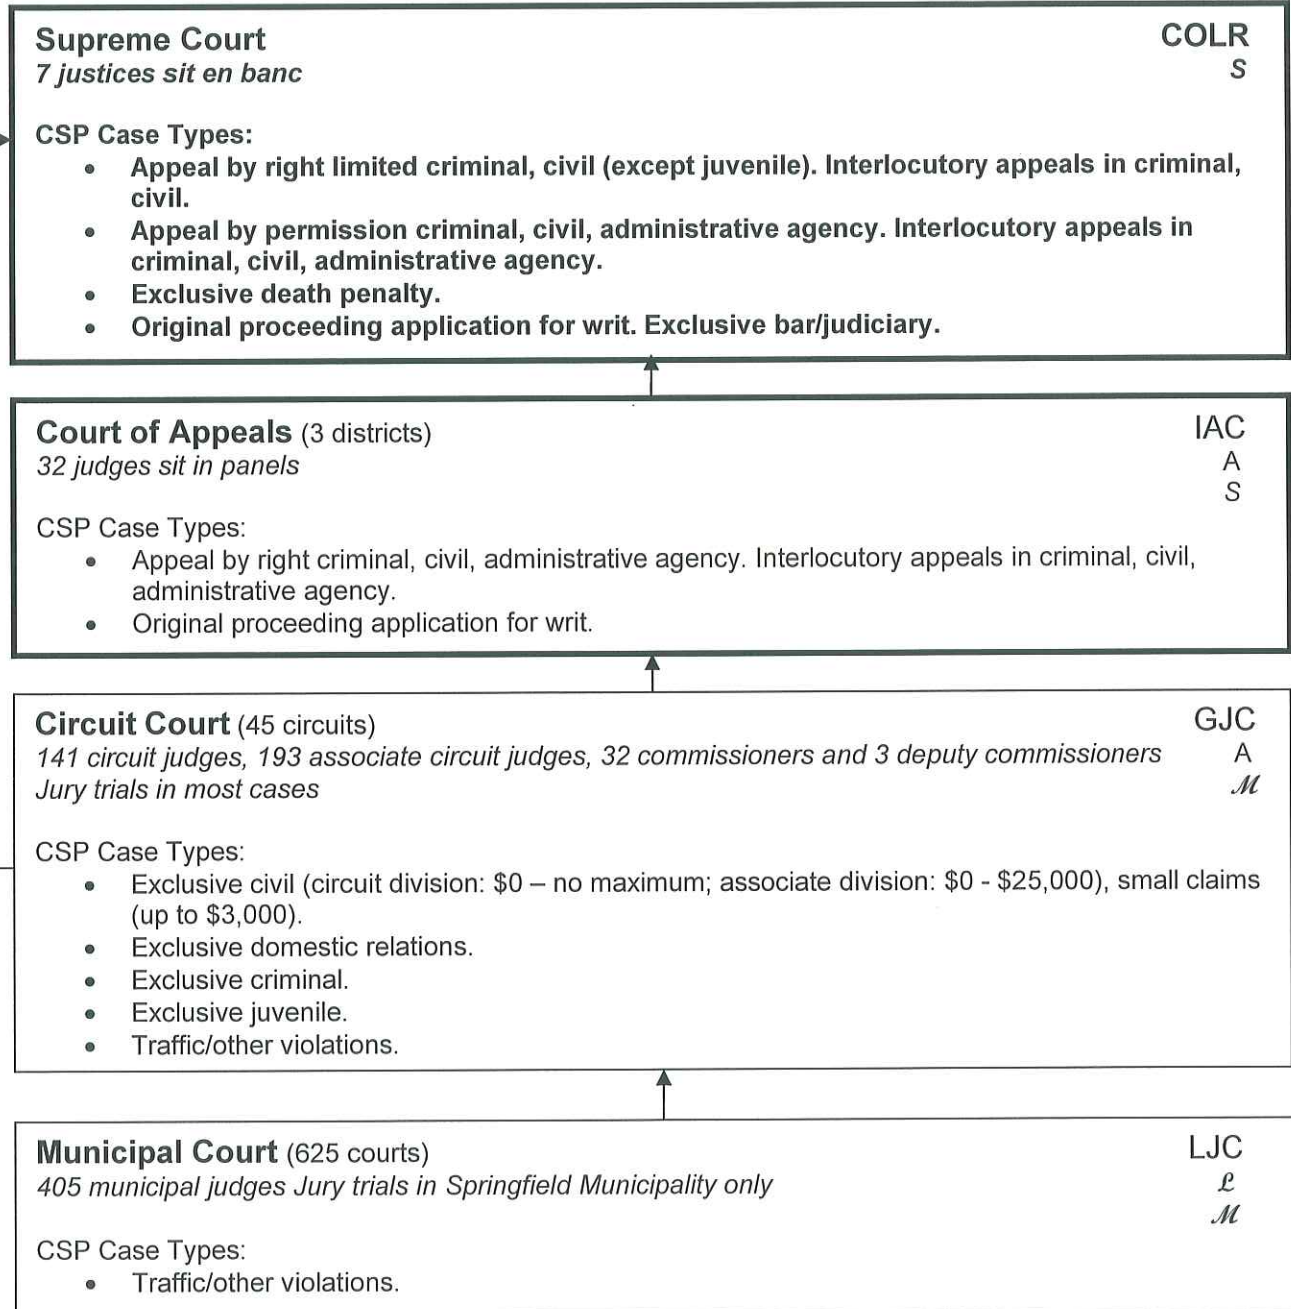 Supreme Court COLR
7 justices sit en banc S
CSP Case Types:
• Appeal by right limited criminal, civil (except juvenile). Interlocutory appeals in criminal,
civil.
• Appeal by permission criminal, civil, administrative agency. Interlocutory appeals in
criminal, civil, administrative agency.
• Exclusive death penalty.
• Original proceeding application for writ. Exclusive bar/judiciary.
Court of Appeals (3 districts) IAC
32 judges sit in panels A
S
CSP Case Types:
• Appeal by right criminal, civil, administrative agency. Interlocutory appeals in criminal, civil,
administrative agency.
• Original proceeding application for writ.
Circuit Court (45 circuits) GJC
141 circuit judges, 193 associate circuit judges, 32 commissioners and 3 deputy commissioners A
Jury trials in most cases ℳ
CSP Case Types:
• Exclusive civil (circuit division: $0 – no maximum; associate division: $0 - $25,000), small claims
(up to $3,000).
• Exclusive domestic relations.
• Exclusive criminal.
• Exclusive juvenile.
• Traffic/other violations.
Municipal Court (625 courts) LJC
405 municipal judges Jury trials in Springfield Municipality only ℒ
ℳ
CSP Case Types:
• Traffic/other violations.